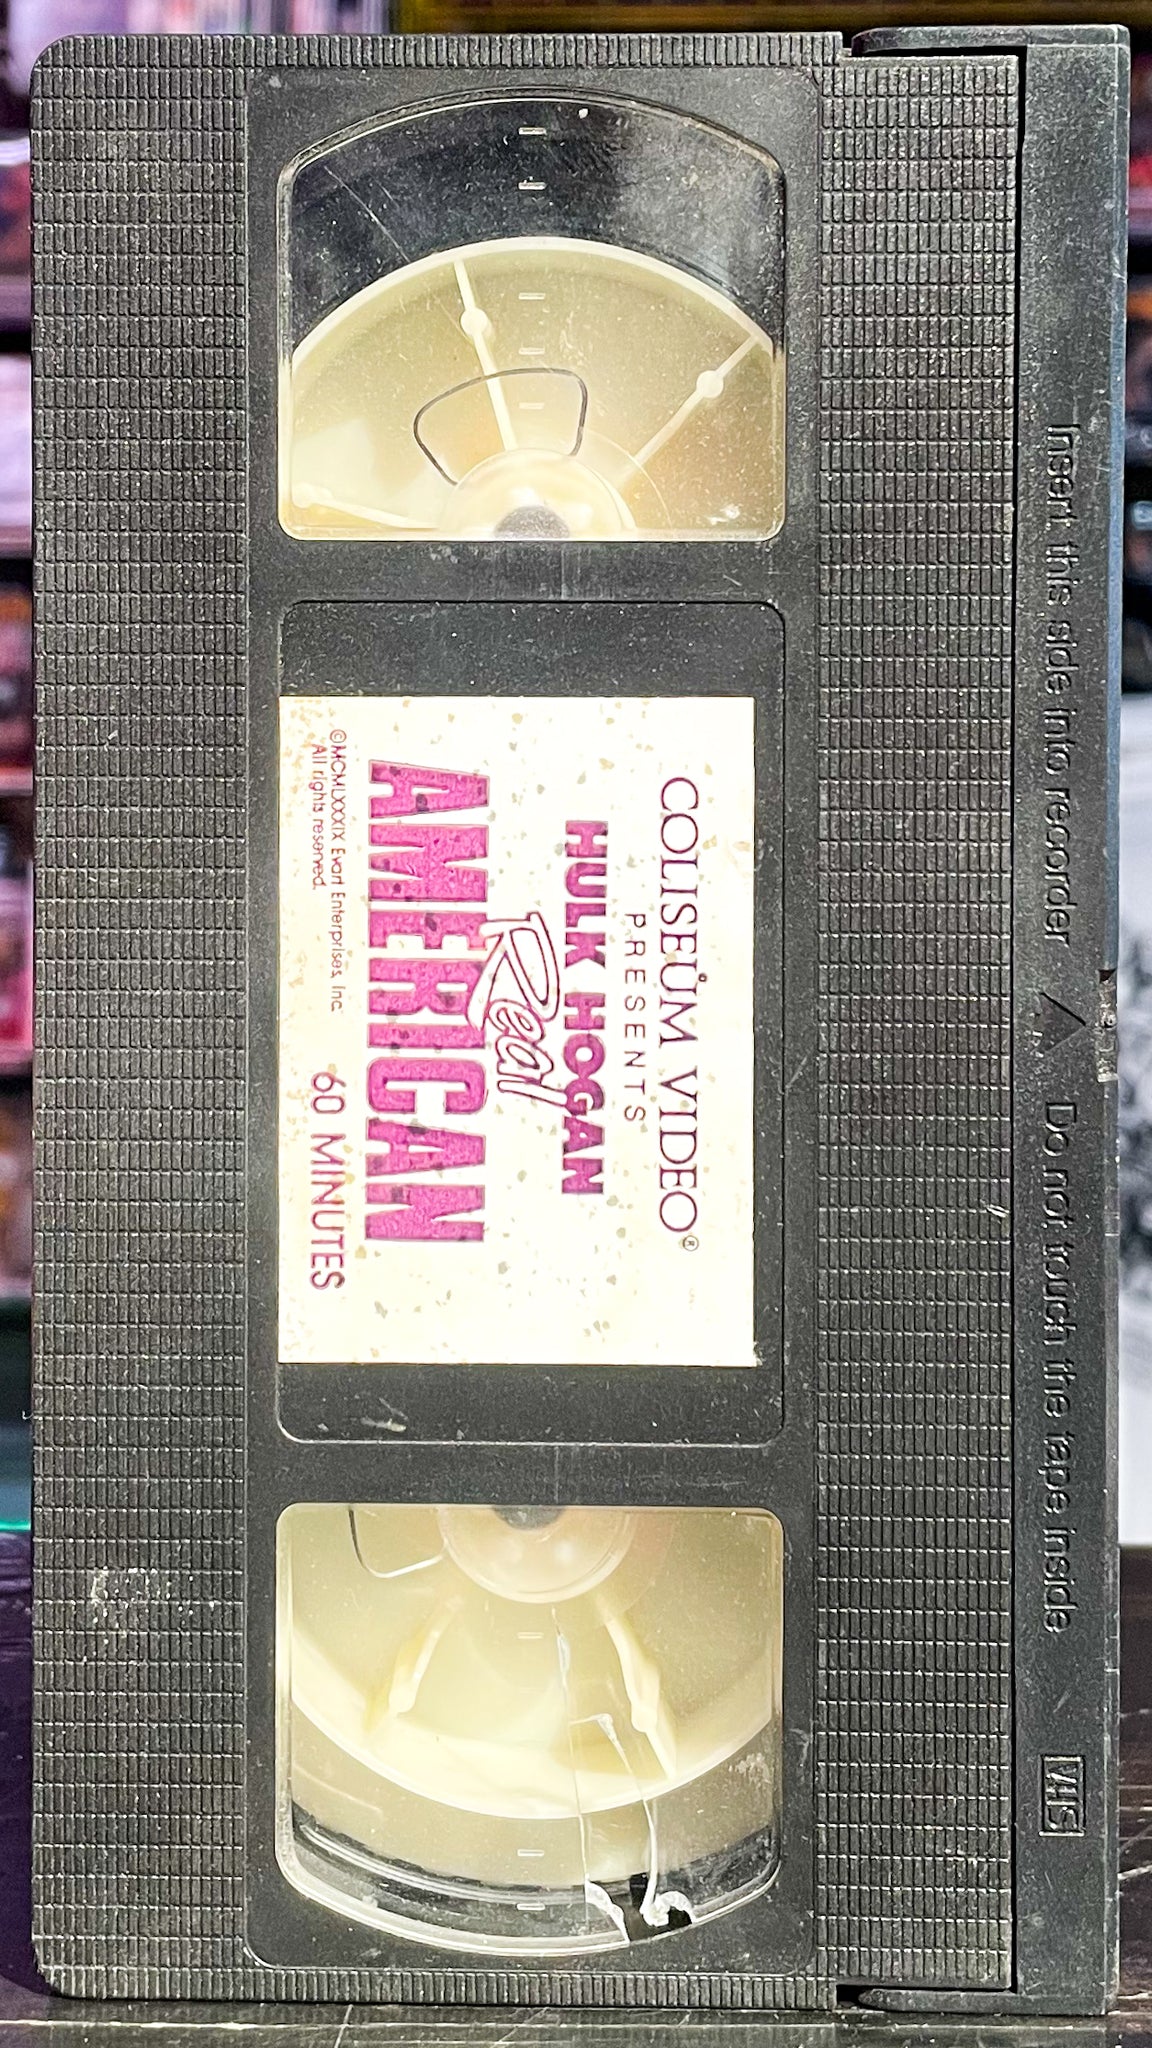 COLISEUM VIDEO®
PRESENTS
HULK HOGAN
Real
AMERICAN
©MCMLXXXIX Evart Enterprises, Inc.
All rights reserved.
60 MINUTES
Insert this side into recorder △ Do not touch the tape inside
VHS